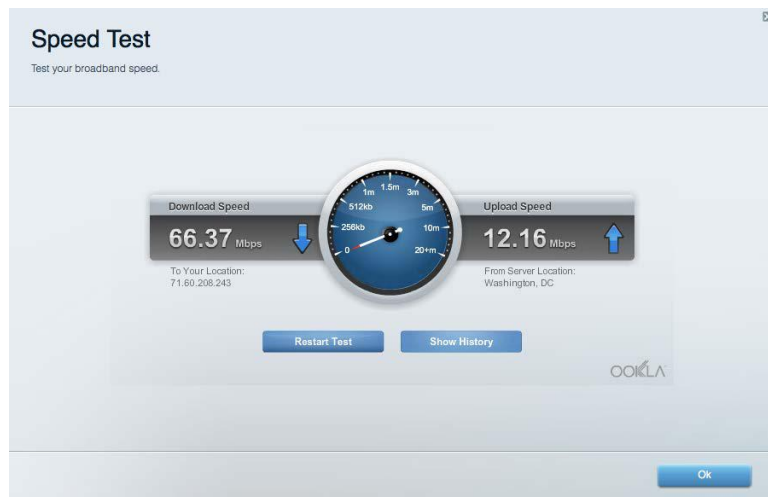 Speed Test
Test your broadband speed.
Download Speed
66.37 Mbps
To Your Location:
71.60.208.243
0
256kb
512kb
1m
1.5m
3m
5m
10m
20+m
Upload Speed
12.16 Mbps
From Server Location:
Washington, DC
Restart Test
Show History
OOKLA
Ok